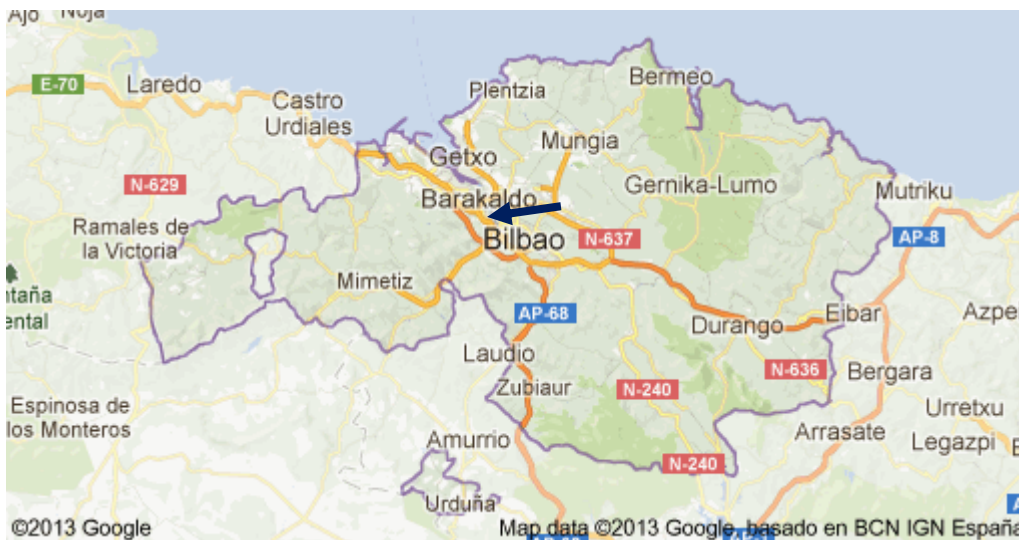 Ajo
Noja
E-70
Laredo
Castro
Urdiales
Plentzia
Bermeo
Getxo
Mungia
N-629
Barakaldo
Gernika-Lumo
Mutriku
Ramales de
la Victoria
Bilbao
N-637
AP-8
Mimetiz
ntaña
ental
AP-68
Durango
Eibar
Azpe
Laudio
Zubiaur
N-240
N-636
Bergara
Espinosa de
los Monteros
Urretxu
Amurrio
Arrasate
Legazpi
N-240
Urduña
©2013 Google
Map data ©2013 Google, basado en BCN IGN España